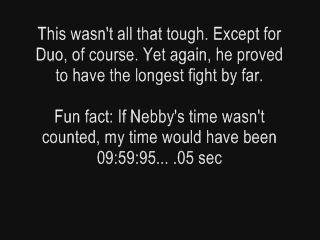 This wasn't all that tough. Except for
Duo, of course. Yet again, he proved
to have the longest fight by far.
Fun fact: If Nebby's time wasn't
counted, my time would have been
09:59:95... .05 sec